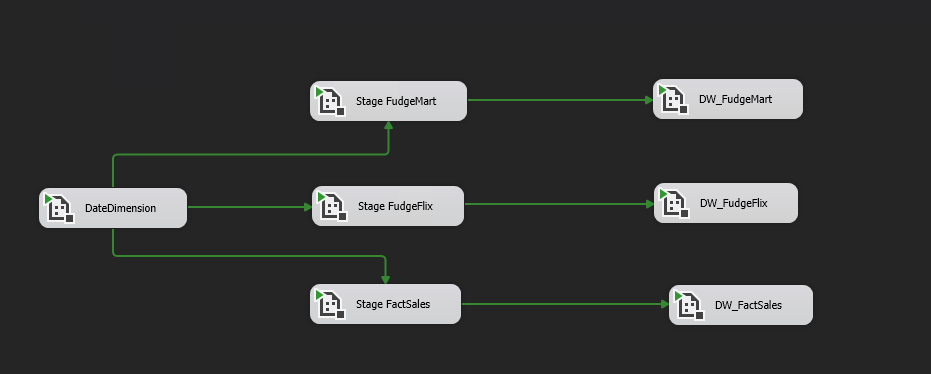 Stage FudgeMart
DW_FudgeMart
DateDimension
Stage FudgeFlix
DW_FudgeFlix
Stage FactSales
DW_FactSales